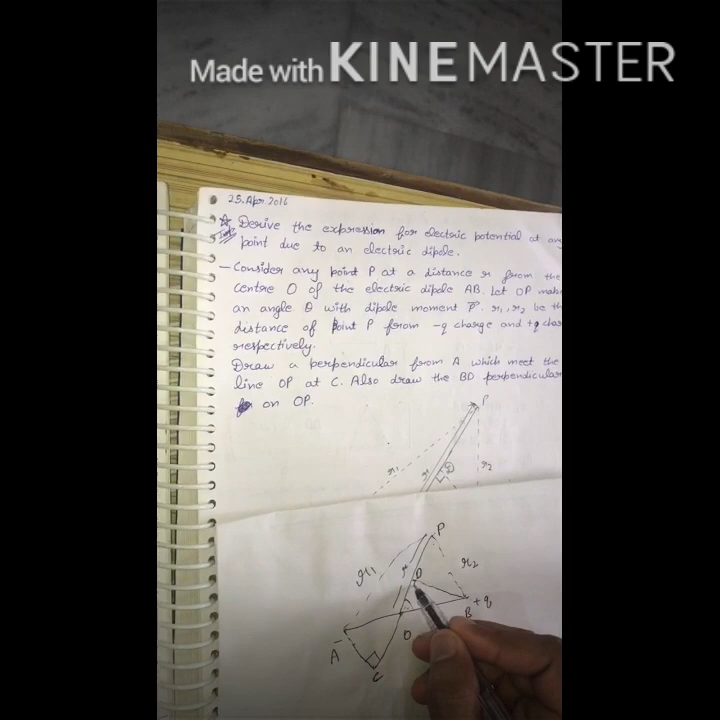 Made with KINEMASTER
25.Apr.2016
Derive the expression for electric potential at any
point due to an electric dipole.
- Consider any point P at a distance r from the
centre O of the electric dipole AB. Let OP make
an angle θ with dipole moment P. r1, r2 be the
distance of point P from -q charge and +q char
respectively.
Draw a perpendicular from A which meet the
line OP at C. Also draw the BD perpendicular
on OP.
P
r1
r
D
r2
P
r1
r
D
r2
+q
B
O
A
C